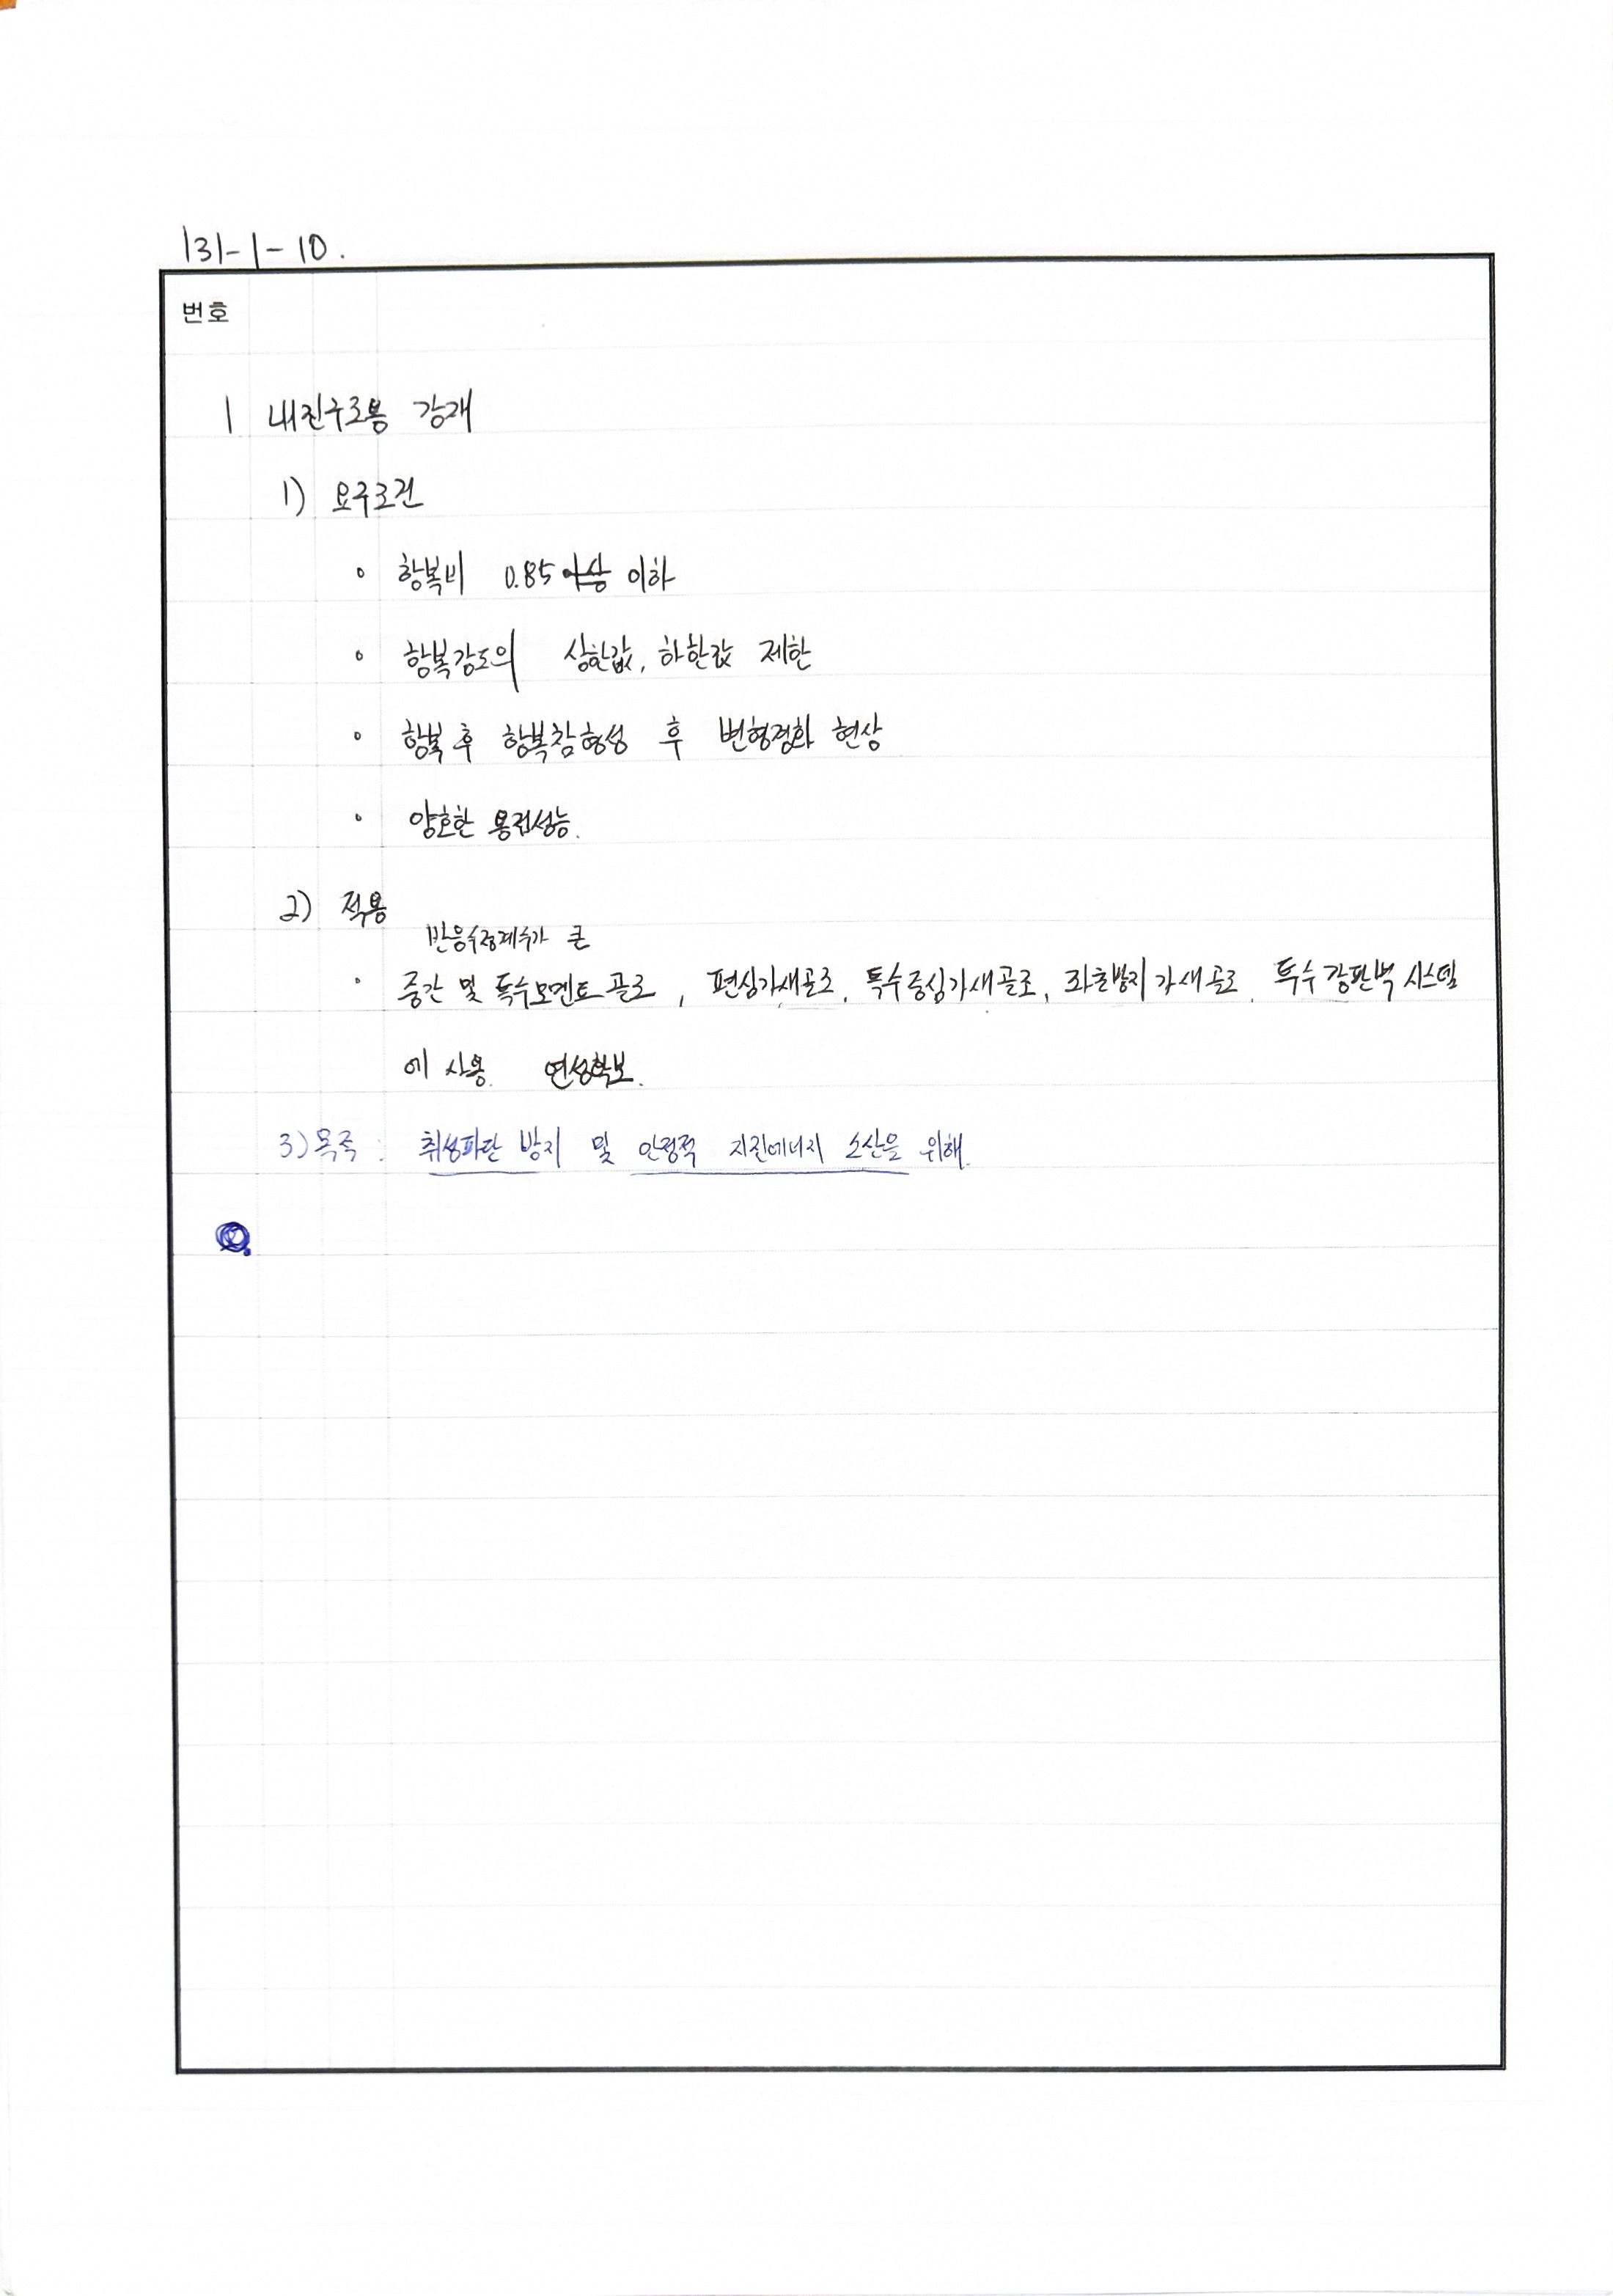 131-1-10.
번호
1 내진구조용 강재
1) 요구조건
• 항복비 0.85 이상 이하
• 항복강도의 상한값, 하한값 제한
• 항복 후 항복참형성 후 변형경화 현상
• 양호한 용접성능.
2) 적용
반응수정계수가 큰
• 중간 및 특수모멘트골조, 편심가새골조, 특수중심가새골조, 좌굴방지가새골조, 특수강판벽 시스템
에 사용. 연성확보.
3) 목적 : 취성파단 방지 및 안정적 지진에너지 소산을 위해.